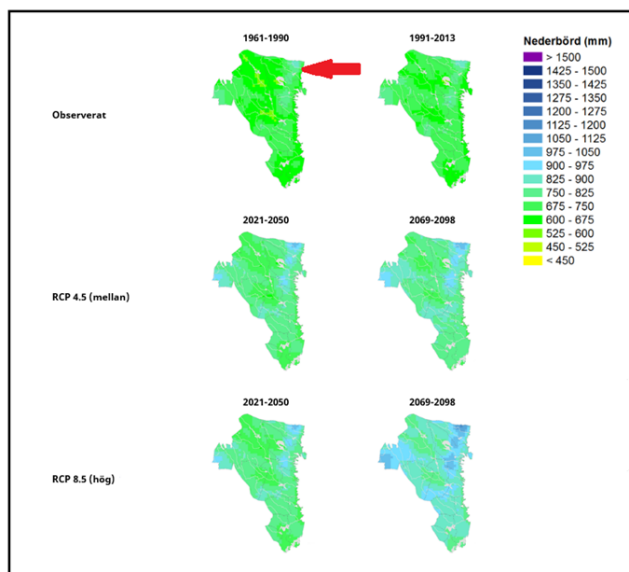 1961-1990
1991-2013
Nederbörd (mm)
> 1500
1425 - 1500
1350 - 1425
1275 - 1350
1200 - 1275
1125 - 1200
1050 - 1125
975 - 1050
900 - 975
825 - 900
750 - 825
675 - 750
600 - 675
525 - 600
450 - 525
< 450
Observerat
2021-2050
2069-2098
RCP 4.5 (mellan)
2021-2050
2069-2098
RCP 8.5 (hög)